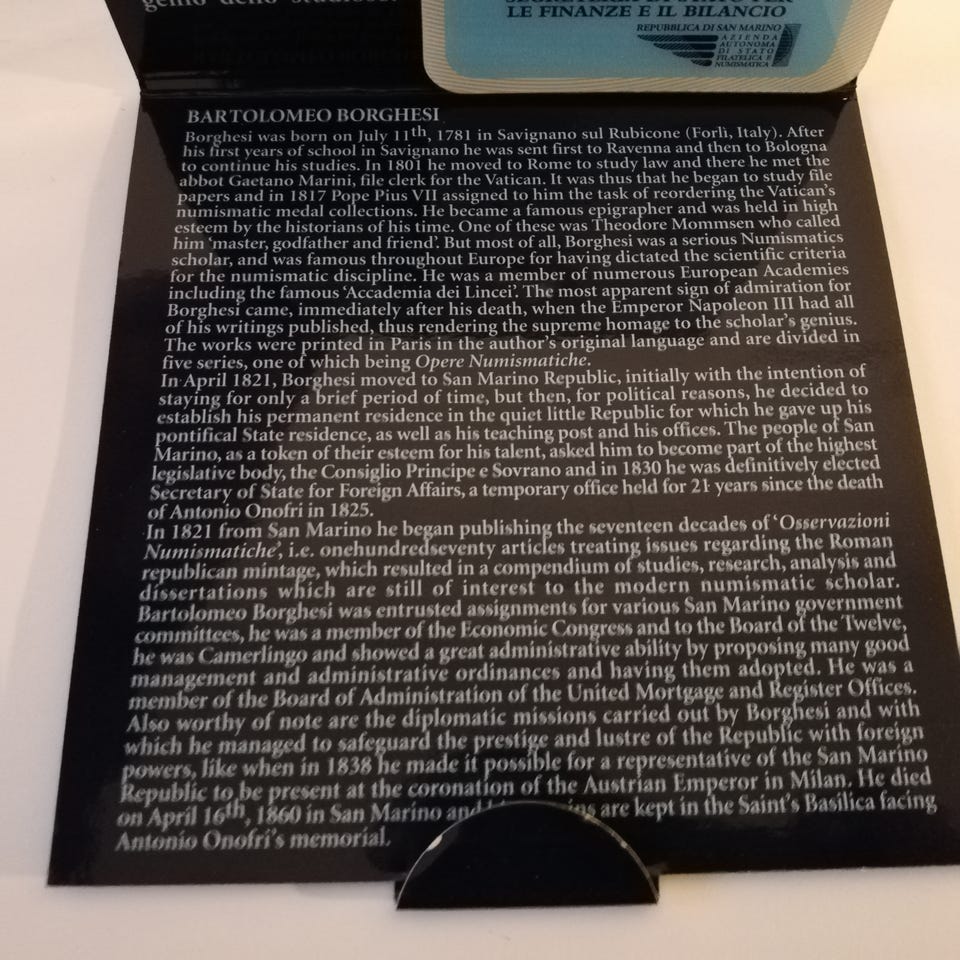 genio dello studioso.
LE FINANZE E IL BILANCIO
REPUBBLICA DI SAN MARINO
AZIENDA
AUTONOMA
DI STATO
FILATELICA E
NUMISMATICA
BARTOLOMEO BORGHESI
Borghesi was born on July 11th, 1781 in Savignano sul Rubicone (Forlì, Italy). After
his first years of school in Savignano he was sent first to Ravenna and then to Bologna
to continue his studies. In 1801 he moved to Rome to study law and there he met the
abbot Gaetano Marini, file clerk for the Vatican. It was thus that he began to study file
papers and in 1817 Pope Pius VII assigned to him the task of reordering the Vatican's
numismatic medal collections. He became a famous epigrapher and was held in high
esteem by the historians of his time. One of these was Theodore Mommsen who called
him 'master, godfather and friend'. But most of all, Borghesi was a serious Numismatics
scholar, and was famous throughout Europe for having dictated the scientific criteria
for the numismatic discipline. He was a member of numerous European Academies
including the famous 'Accademia dei Lincei'. The most apparent sign of admiration for
Borghesi came, immediately after his death, when the Emperor Napoleon III had all
of his writings published, thus rendering the supreme homage to the scholar's genius.
The works were printed in Paris in the author's original language and are divided in
five series, one of which being Opere Numismatiche.
In April 1821, Borghesi moved to San Marino Republic, initially with the intention of
staying for only a brief period of time, but then, for political reasons, he decided to
establish his permanent residence in the quiet little Republic for which he gave up his
pontifical State residence, as well as his teaching post and his offices. The people of San
Marino, as a token of their esteem for his talent, asked him to become part of the highest
legislative body, the Consiglio Principe e Sovrano and in 1830 he was definitively elected
Secretary of State for Foreign Affairs, a temporary office held for 21 years since the death
of Antonio Onofri in 1825.
In 1821 from San Marino he began publishing the seventeen decades of 'Osservazioni
Numismatiche', i.e. onehundredseventy articles treating issues regarding the Roman
republican mintage, which resulted in a compendium of studies, research, analysis and
dissertations which are still of interest to the modern numismatic scholar.
Bartolomeo Borghesi was entrusted assignments for various San Marino government
committees, he was a member of the Economic Congress and to the Board of the Twelve,
he was Camerlingo and showed a great administrative ability by proposing many good
management and administrative ordinances and having them adopted. He was a
member of the Board of Administration of the United Mortgage and Register Offices.
Also worthy of note are the diplomatic missions carried out by Borghesi and with
which he managed to safeguard the prestige and lustre of the Republic with foreign
powers, like when in 1838 he made it possible for a representative of the San Marino
Republic to be present at the coronation of the Austrian Emperor in Milan. He died
on April 16th, 1860 in San Marino and are kept in the Saint's Basilica facing
Antonio Onofri's memorial.